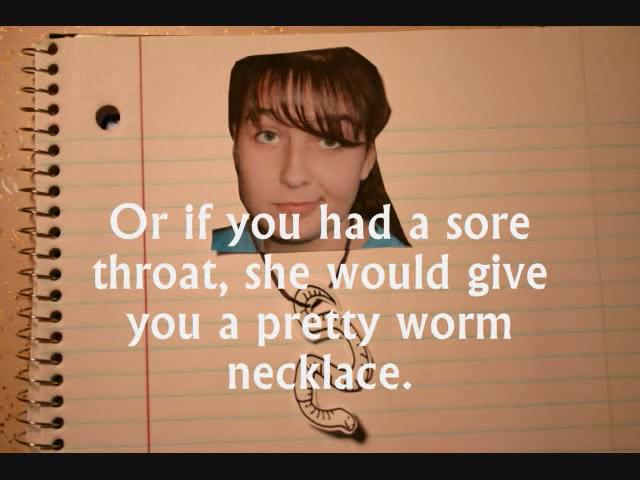 Or if you had a sore
throat, she would give
you a pretty worm
necklace.